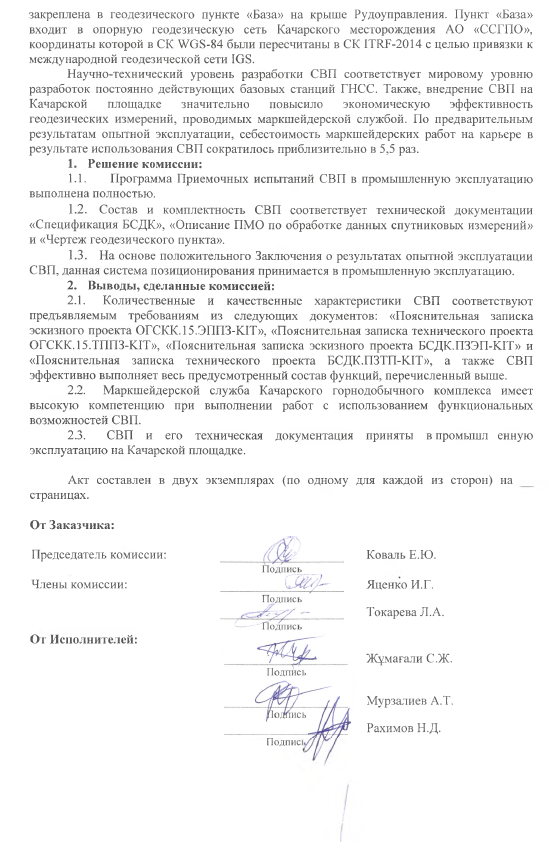 закреплена в геодезического пункте «База» на крыше Рудоуправления. Пункт «База»
входит в опорную геодезическую сеть Качарского месторождения АО «ССГПО»,
координаты которой в СК WGS-84 были пересчитаны в СК ITRF-2014 с целью привязки к
международной геодезической сети IGS.
Научно-технический уровень разработки СВП соответствует мировому уровню
разработок постоянно действующих базовых станций ГНСС. Также, внедрение СВП на
Качарской площадке значительно повысило экономическую эффективность
геодезических измерений, проводимых маркшейдерской службой. По предварительным
результатам опытной эксплуатации, себестоимость маркшейдерских работ на карьере в
результате использования СВП сократилось приблизительно в 5,5 раз.
1. Решение комиссии:
1.1. Программа Приемочных испытаний СВП в промышленную эксплуатацию
выполнена полностью.
1.2. Состав и комплектность СВП соответствует технической документации
«Спецификация БСДК», «Описание ПМО по обработке данных спутниковых измерений»
и «Чертеж геодезического пункта».
1.3. На основе положительного Заключения о результатах опытной эксплуатации
СВП, данная система позиционирования принимается в промышленную эксплуатацию.
2. Выводы, сделанные комиссией:
2.1. Количественные и качественные характеристики СВП соответствуют
предъявляемым требованиям из следующих документов: «Пояснительная записка
эскизного проекта ОГСКК.15.ЭППЗ-KIT», «Пояснительная записка технического проекта
ОГСКК.15.ТППЗ-KIT», «Пояснительная записка эскизного проекта БСДК.ПЗЭП-KIT» и
«Пояснительная записка технического проекта БСДК.ПЗТП-KIT», а также СВП
эффективно выполняет весь предусмотренный состав функций, перечисленный выше.
2.2. Маркшейдерской служба Качарского горнодобычного комплекса имеет
высокую компетенцию при выполнении работ с использованием функциональных
возможностей СВП.
2.3. СВП и его техническая документация приняты в промышл енную
эксплуатацию на Качарской площадке.
Акт составлен в двух экземплярах (по одному для каждой из сторон) на __
страницах.
От Заказчика:
Председатель комиссии: Коваль Е.Ю.
Подпись
Члены комиссии: Яценко И.Г.
Подпись
Токарева Л.А.
Подпись
От Исполнителей:
Жұмағали С.Ж.
Подпись
Мурзалиев А.Т.
Подпись
Рахимов Н.Д.
Подпись